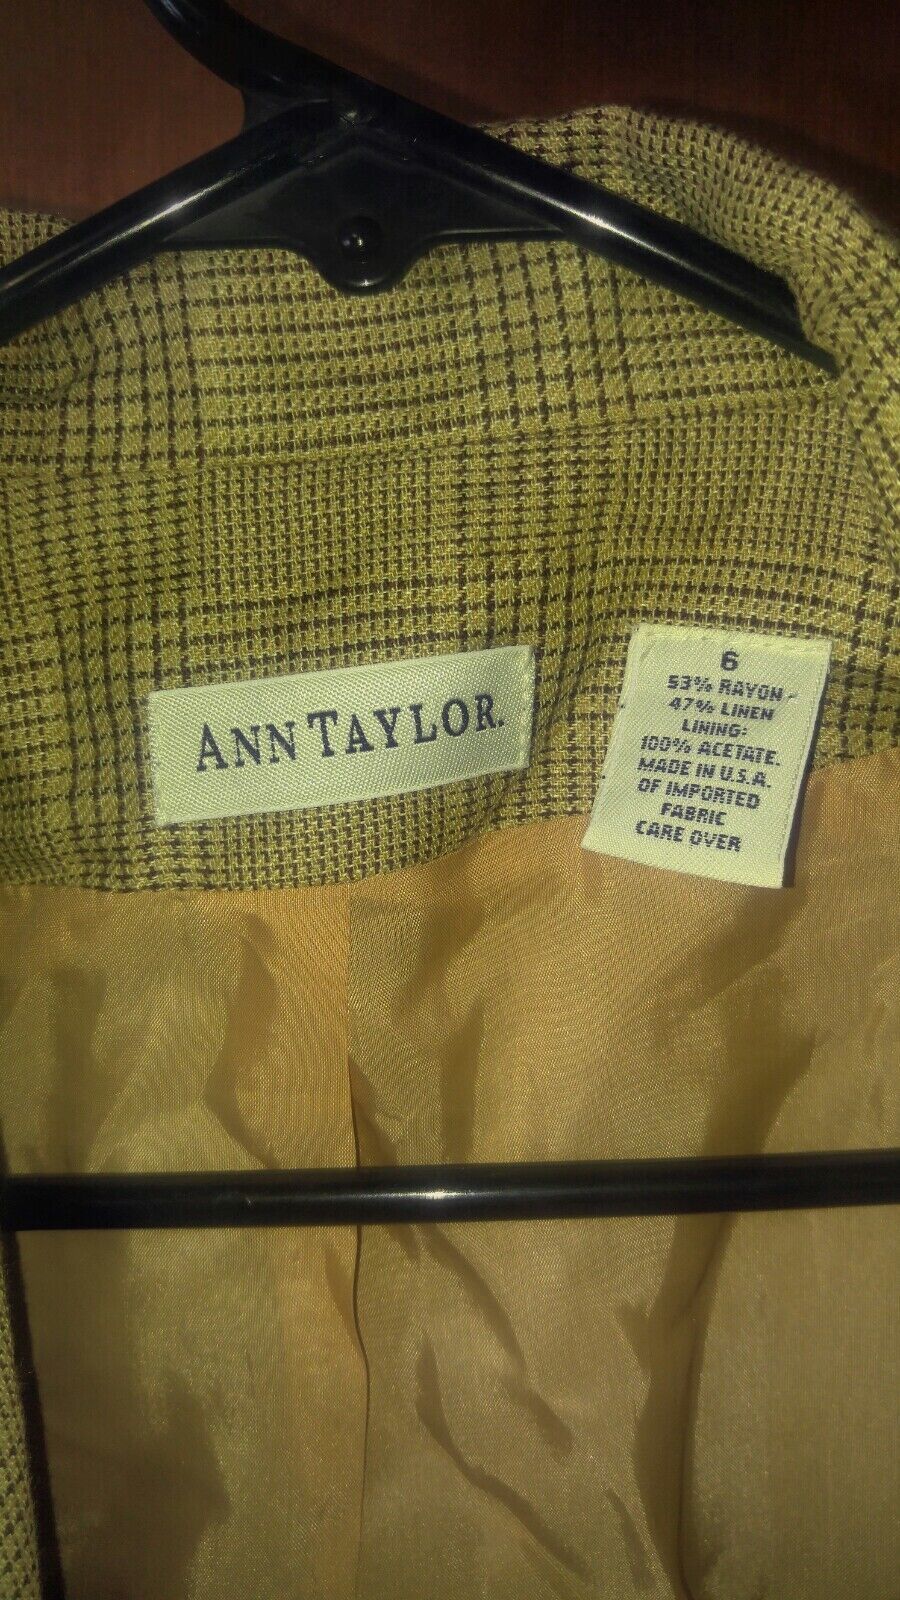 ANN TAYLOR.
6
53% RAYON-
47% LINEN
LINING:
100% ACETATE.
MADE IN U.S.A.
OF IMPORTED
FABRIC
CARE OVER